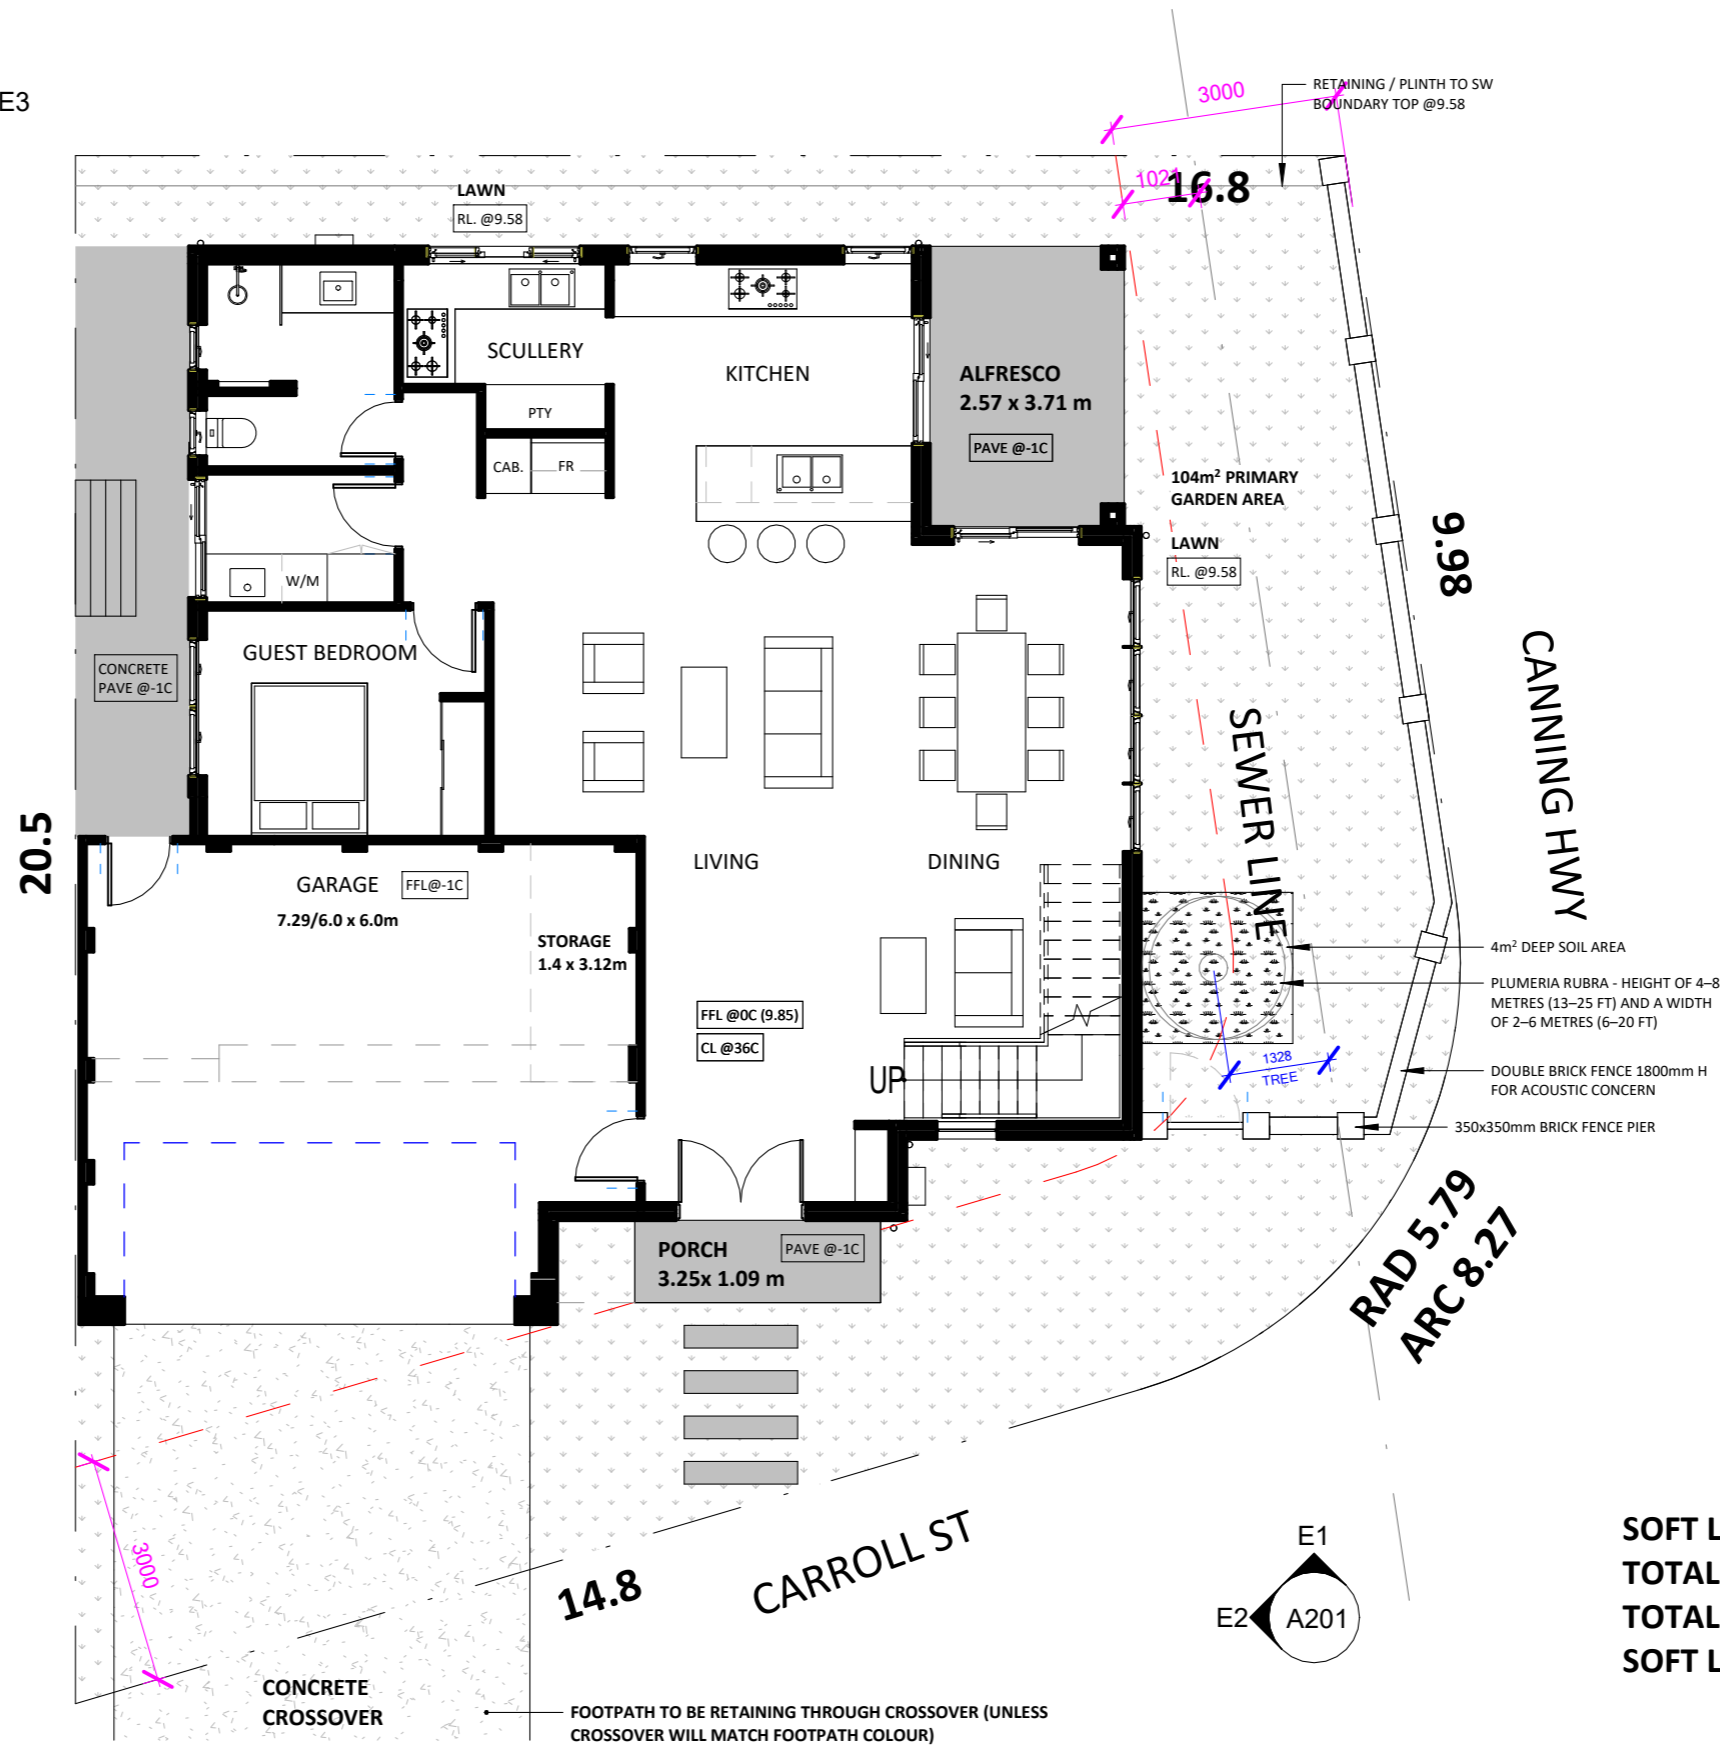 E3
3000
RETAINING / PLINTH TO SW
BOUNDARY TOP @9.58
1021
16.8
LAWN
RL. @9.58
SCULLERY
KITCHEN
ALFRESCO
2.57 x 3.71 m
PAVE @-1C
PTY
CAB.
FR
104m² PRIMARY
GARDEN AREA
LAWN
RL. @9.58
9.98
W/M
GUEST BEDROOM
CONCRETE
PAVE @-1C
CANNING HWY
SEWER LINE
20.5
LIVING
DINING
GARAGE
FFL@-1C
7.29/6.0 x 6.0m
STORAGE
1.4 x 3.12m
4m² DEEP SOIL AREA
PLUMERIA RUBRA - HEIGHT OF 4–8
METRES (13–25 FT) AND A WIDTH
OF 2–6 METRES (6–20 FT)
FFL @0C (9.85)
CL @36C
UP
1328
TREE
DOUBLE BRICK FENCE 1800mm H
FOR ACOUSTIC CONCERN
350x350mm BRICK FENCE PIER
PORCH
3.25x 1.09 m
PAVE @-1C
RAD 5.79
ARC 8.27
3000
14.8
CARROLL ST
E1
E2
A201
SOFT L
TOTAL
TOTAL
SOFT L
CONCRETE
CROSSOVER
FOOTPATH TO BE RETAINING THROUGH CROSSOVER (UNLESS
CROSSOVER WILL MATCH FOOTPATH COLOUR)